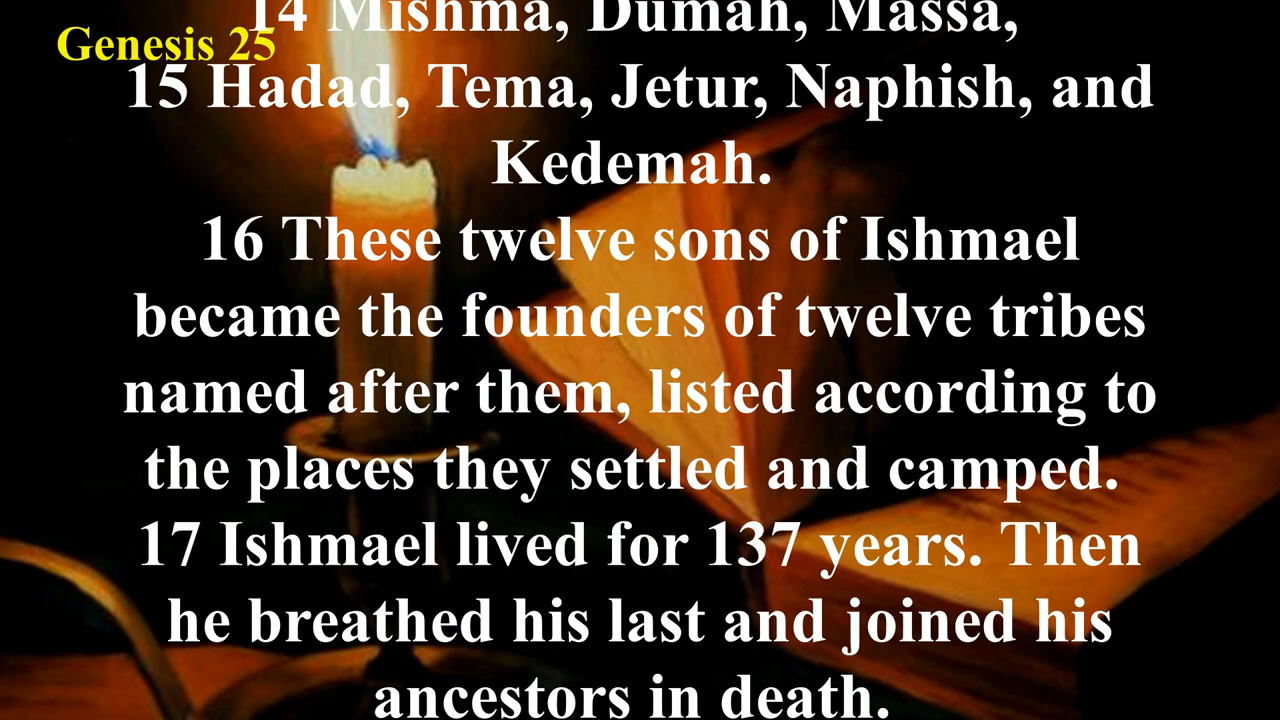 14 Mishma, Dumah, Massa,
Genesis 25
15 Hadad, Tema, Jetur, Naphish, and
Kedemah.
16 These twelve sons of Ishmael
became the founders of twelve tribes
named after them, listed according to
the places they settled and camped.
17 Ishmael lived for 137 years. Then
he breathed his last and joined his
ancestors in death.